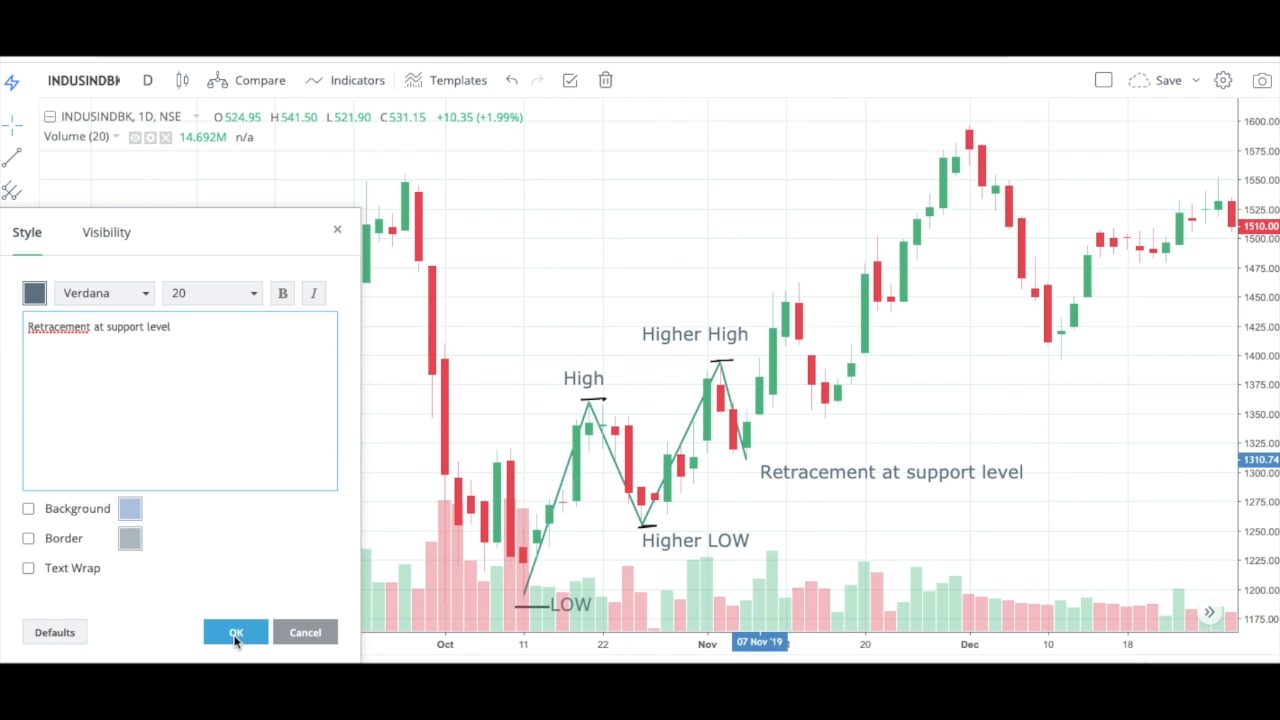 INDUSINDBK D Compare Indicators Templates Save
INDUSINDBK, 1D, NSE O524.95 H541.50 L521.90 C531.15 +10.35 (+1.99%)
Volume (20) 14.692M n/a
Style Visibility
Verdana 20 B I
Retracement at support level
Background
Border
Text Wrap
Defaults OK Cancel
Higher High
High
Retracement at support level
Higher LOW
LOW
1600.00
1575.00
1550.00
1525.00
1510.00
1500.00
1475.00
1450.00
1425.00
1400.00
1375.00
1350.00
1325.00
1310.74
1300.00
1275.00
1250.00
1225.00
1200.00
1175.00
Oct 11 22 Nov 07 Nov '19 20 Dec 10 18